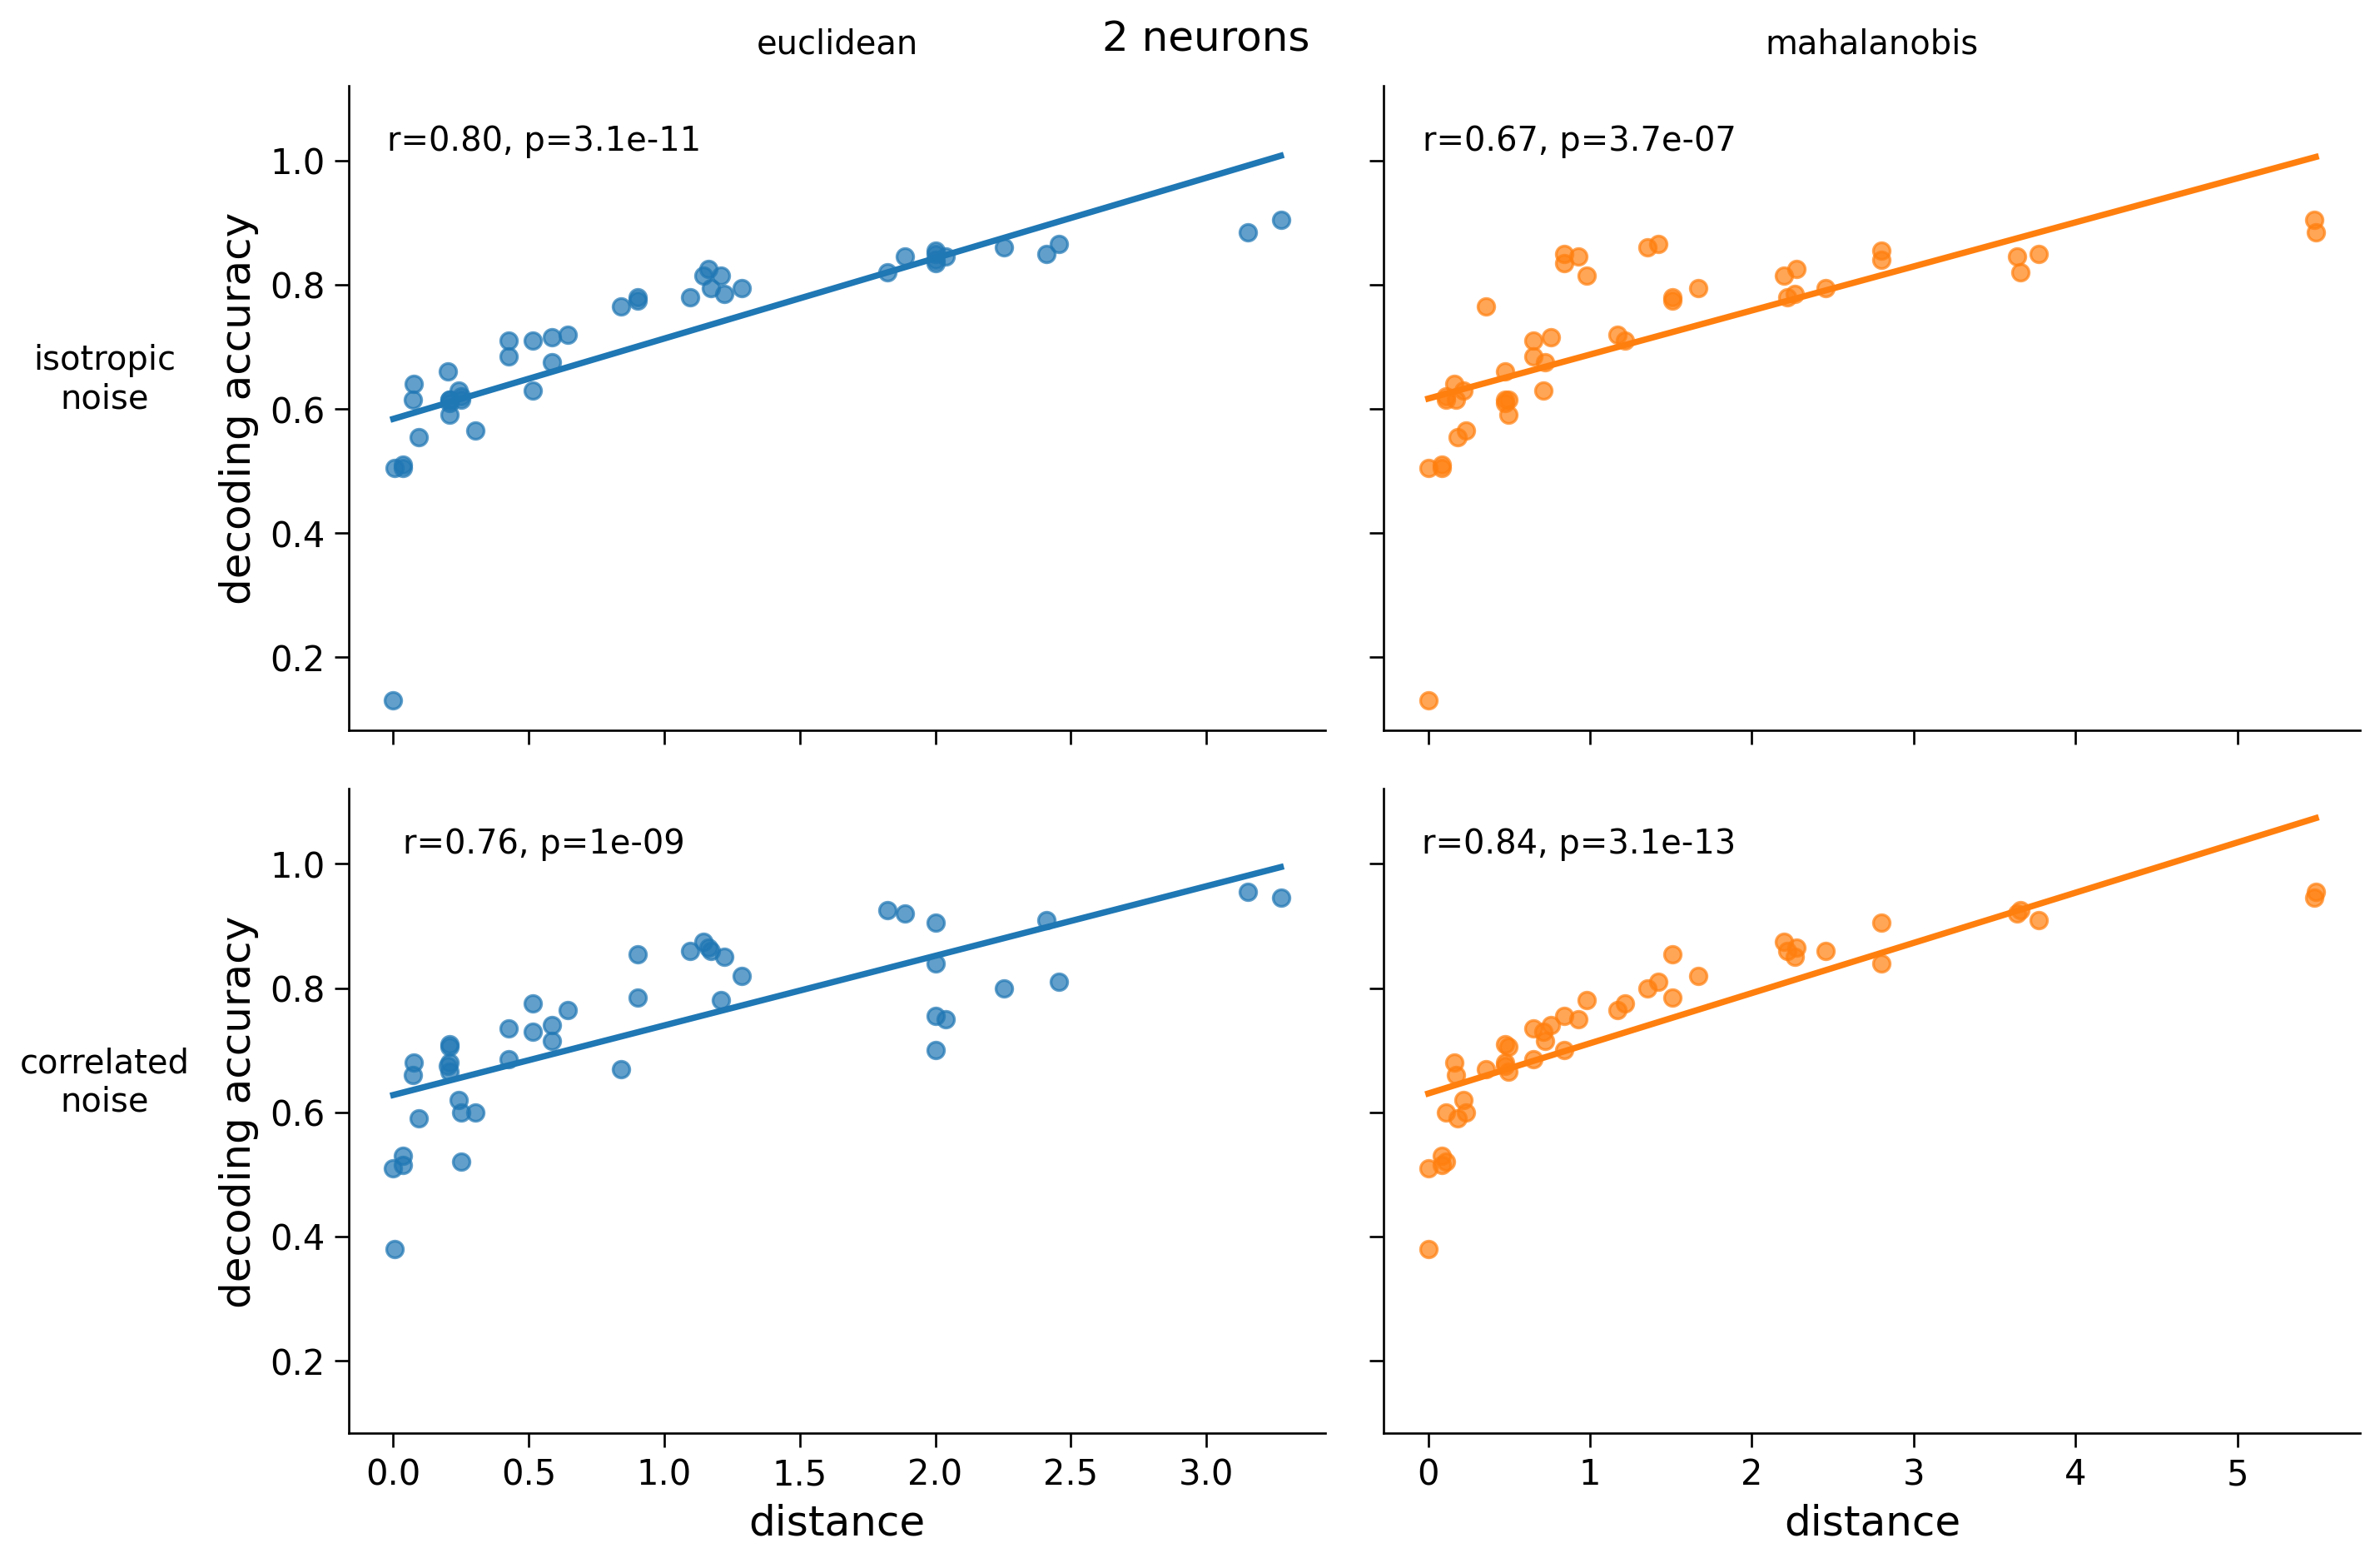 2 neurons
euclidean
mahalanobis
isotropic
noise
decoding accuracy
1.0
0.8
0.6
0.4
0.2
r=0.80, p=3.1e-11
r=0.67, p=3.7e-07
correlated
noise
decoding accuracy
1.0
0.8
0.6
0.4
0.2
r=0.76, p=1e-09
r=0.84, p=3.1e-13
0.0 0.5 1.0 1.5 2.0 2.5 3.0
distance
0 1 2 3 4 5
distance